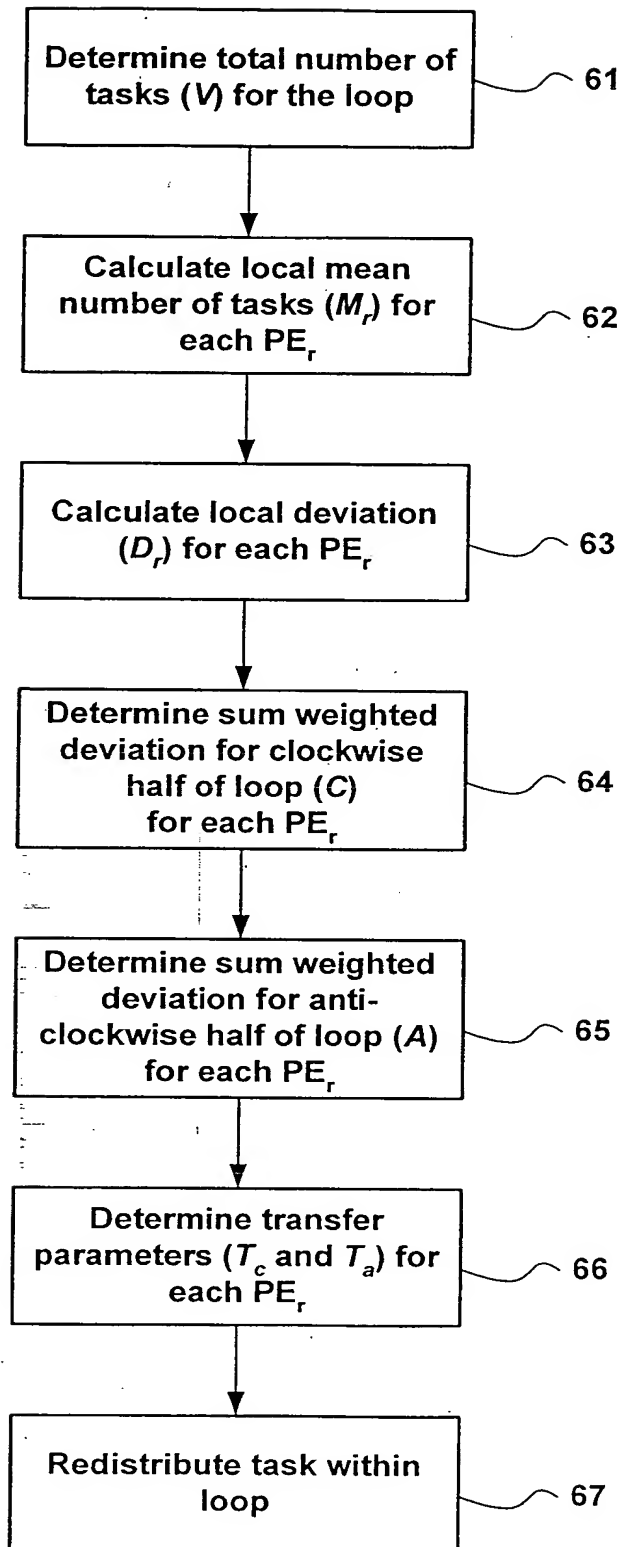 Determine total number of
tasks (V) for the loop
61
Calculate local mean
number of tasks (Mr) for
each PEr
62
Calculate local deviation
(Dr) for each PEr
63
Determine sum weighted
deviation for clockwise
half of loop (C)
for each PEr
64
Determine sum weighted
deviation for anti-
clockwise half of loop (A)
for each PEr
65
Determine transfer
parameters (Tc and Ta) for
each PEr
66
Redistribute task within
loop
67